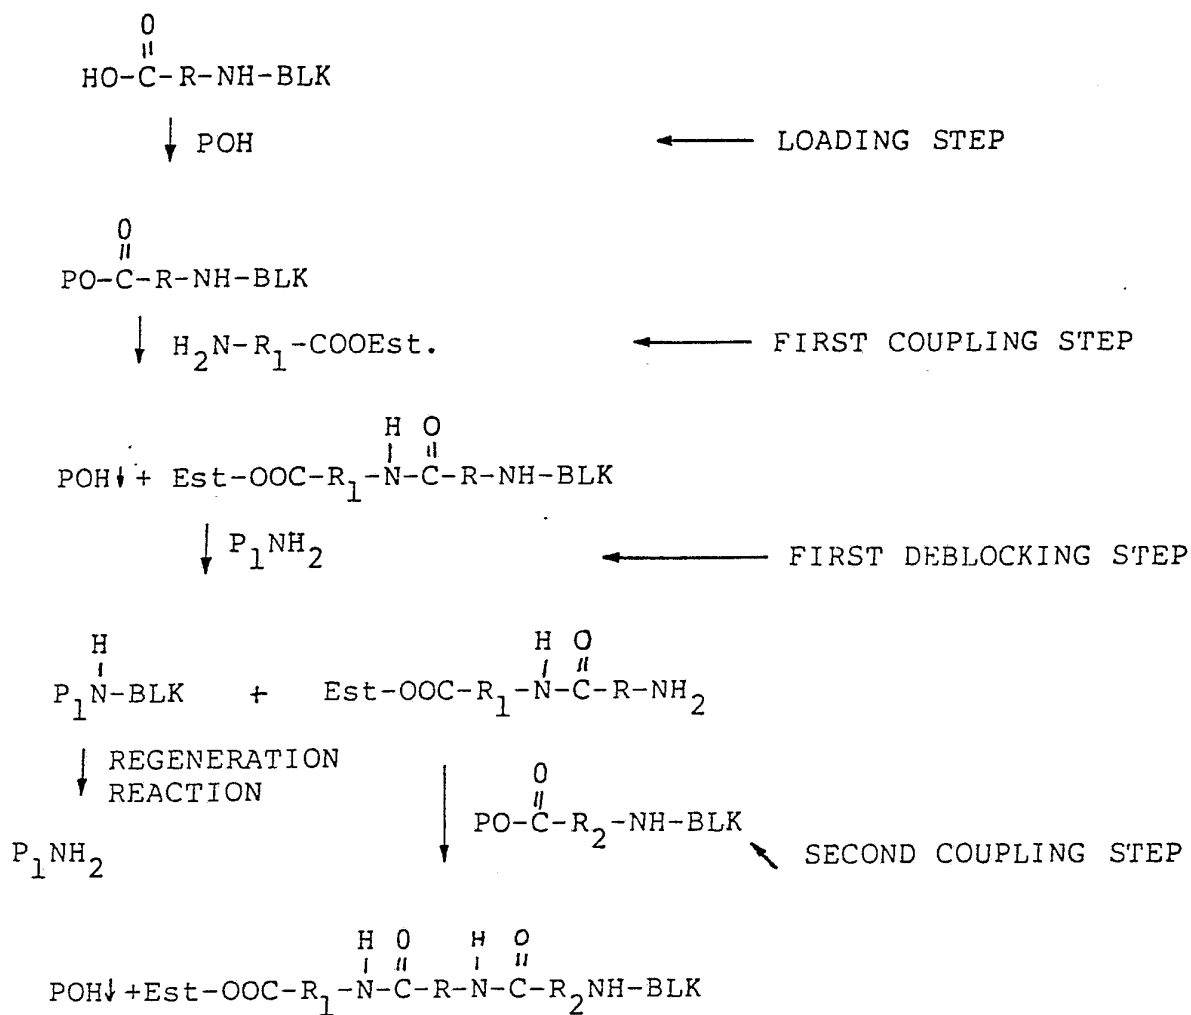 O
HO-C-R-NH-BLK
POH
LOADING STEP
O
PO-C-R-NH-BLK
H2N-R1-COOEst.
FIRST COUPLING STEP
H O
POH↓ + Est-OOC-R1-N-C-R-NH-BLK
P1NH2
FIRST DEBLOCKING STEP
H
P1N-BLK + Est-OOC-R1-N-C-R-NH2
H O
REGENERATION
REACTION
O
PO-C-R2-NH-BLK
P1NH2
SECOND COUPLING STEP
H O H O
POH↓ +Est-OOC-R1-N-C-R-N-C-R2NH-BLK